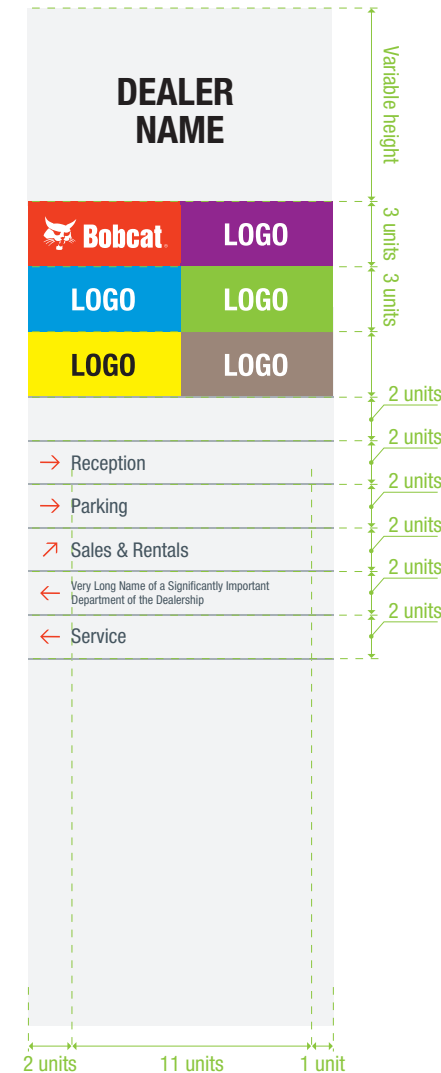 DEALER
NAME
Variable height
Bobcat
LOGO
3 units
LOGO
LOGO
3 units
LOGO
LOGO
2 units
2 units
Reception
2 units
Parking
2 units
Sales & Rentals
2 units
Very Long Name of a Significantly Important
Department of the Dealership
2 units
Service
2 units
11 units
1 unit